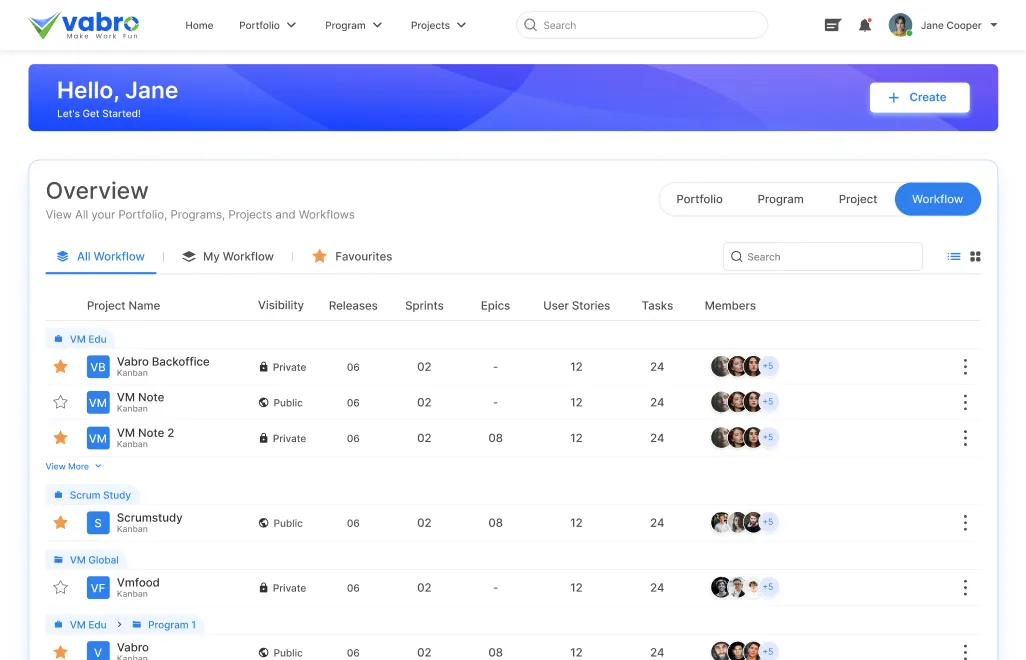 vabro
Make Work Fun
Home Portfolio Program Projects Search Jane Cooper
Hello, Jane
Let's Get Started!
+ Create
Overview
View All your Portfolio, Programs, Projects and Workflows
Portfolio Program Project Workflow
All Workflow | My Workflow | Favourites Search
Project Name Visibility Releases Sprints Epics User Stories Tasks Members
VM Edu
VB Vabro Backoffice Private 06 02 - 12 24 +5
Kanban
VM VM Note Public 06 02 - 12 24 +5
Kanban
VM VM Note 2 Private 06 02 08 12 24 +5
Kanban
View More
Scrum Study
S Scrumstudy Public 06 02 08 12 24 +5
Kanban
VM Global
VF Vmfood Private 06 02 - 12 24 +5
Kanban
VM Edu > Program 1
V Vabro Public 06 02 08 12 24 +5
Kanban